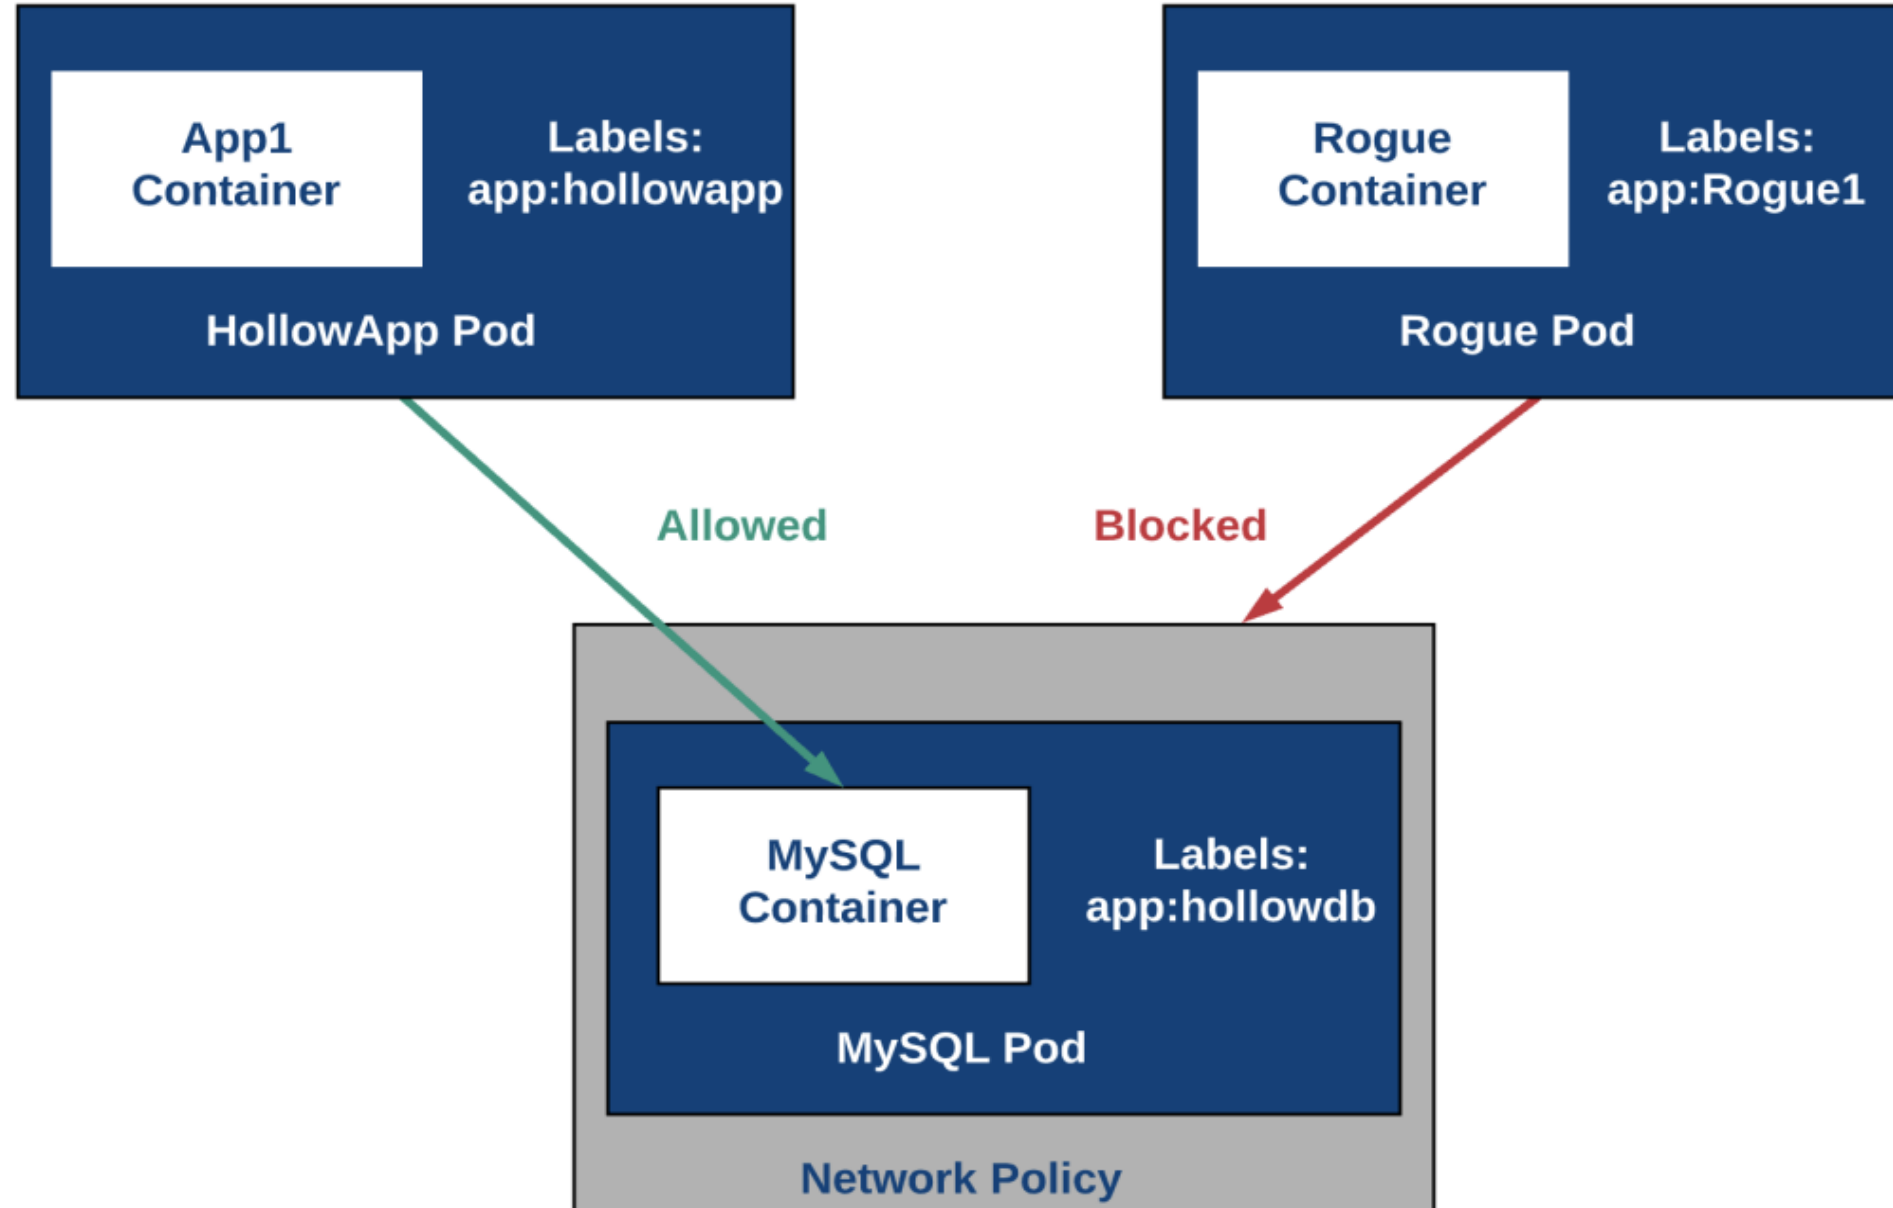 App1
Container
Labels:
app:hollowapp
HollowApp Pod
Rogue
Container
Labels:
app:Rogue1
Rogue Pod
Allowed
Blocked
MySQL
Container
Labels:
app:hollowdb
MySQL Pod
Network Policy